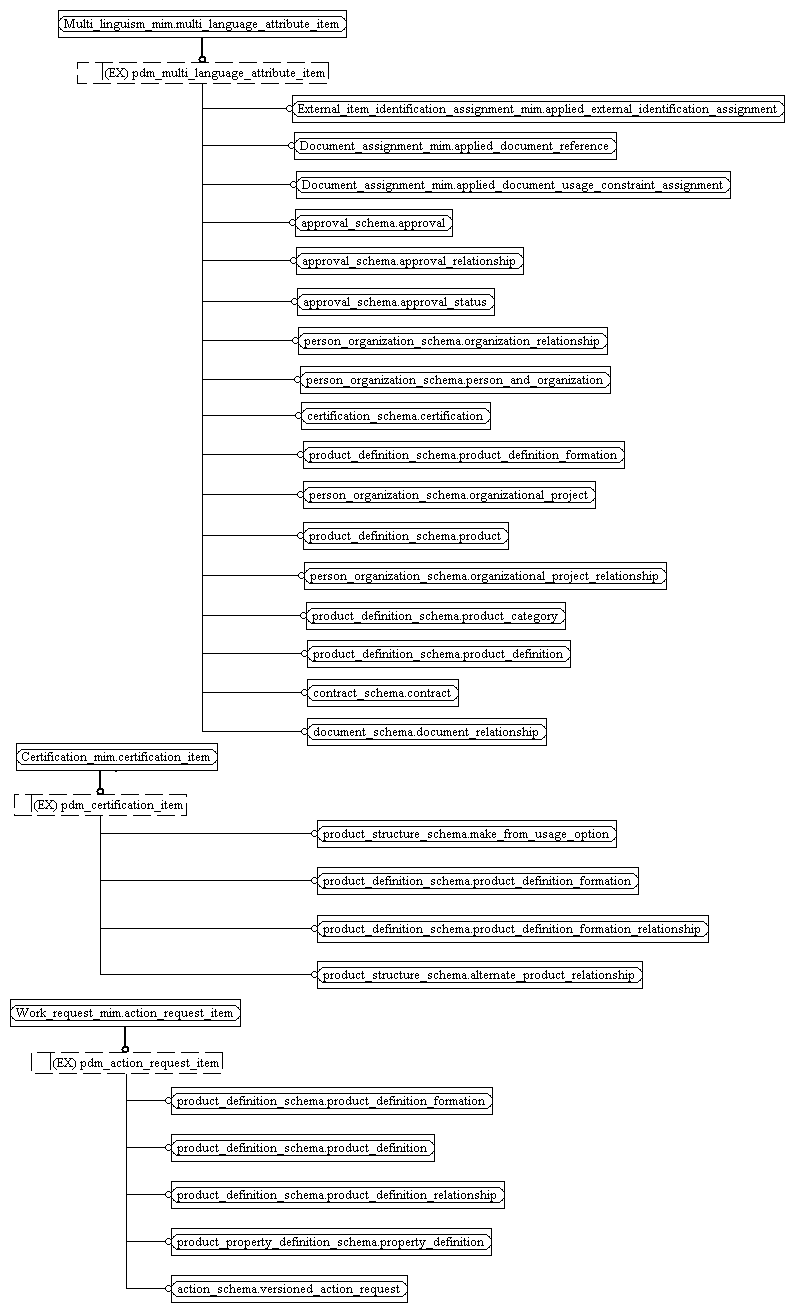 Multi_linguism_mim.multi_language_attribute_item
(EX) pdm_multi_language_attribute_item
External_item_identification_assignment_mim.applied_external_identification_assignment
Document_assignment_mim.applied_document_reference
Document_assignment_mim.applied_document_usage_constraint_assignment
approval_schema.approval
approval_schema.approval_relationship
approval_schema.approval_status
person_organization_schema.organization_relationship
person_organization_schema.person_and_organization
certification_schema.certification
product_definition_schema.product_definition_formation
person_organization_schema.organizational_project
product_definition_schema.product
person_organization_schema.organizational_project_relationship
product_definition_schema.product_category
product_definition_schema.product_definition
contract_schema.contract
document_schema.document_relationship
Certification_mim.certification_item
(EX) pdm_certification_item
product_structure_schema.make_from_usage_option
product_definition_schema.product_definition_formation
product_definition_schema.product_definition_formation_relationship
product_structure_schema.alternate_product_relationship
Work_request_mim.action_request_item
(EX) pdm_action_request_item
product_definition_schema.product_definition_formation
product_definition_schema.product_definition
product_definition_schema.product_definition_relationship
product_property_definition_schema.property_definition
action_schema.versioned_action_request